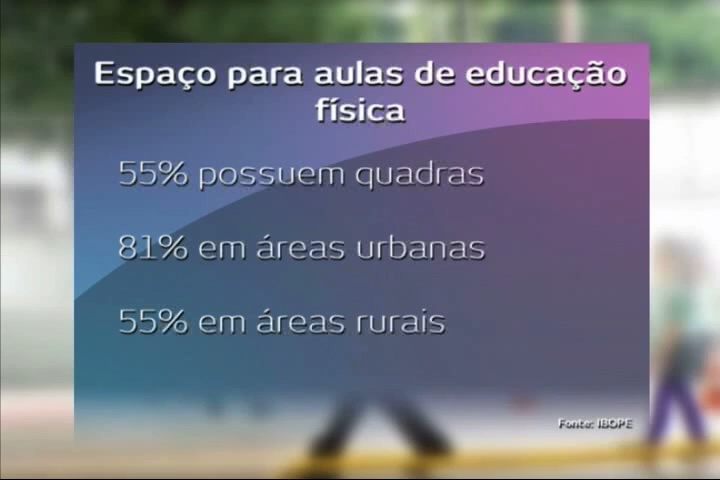 Espaço para aulas de educação
física
55% possuem quadras
81% em áreas urbanas
55% em áreas rurais
Fonte: IBOPE